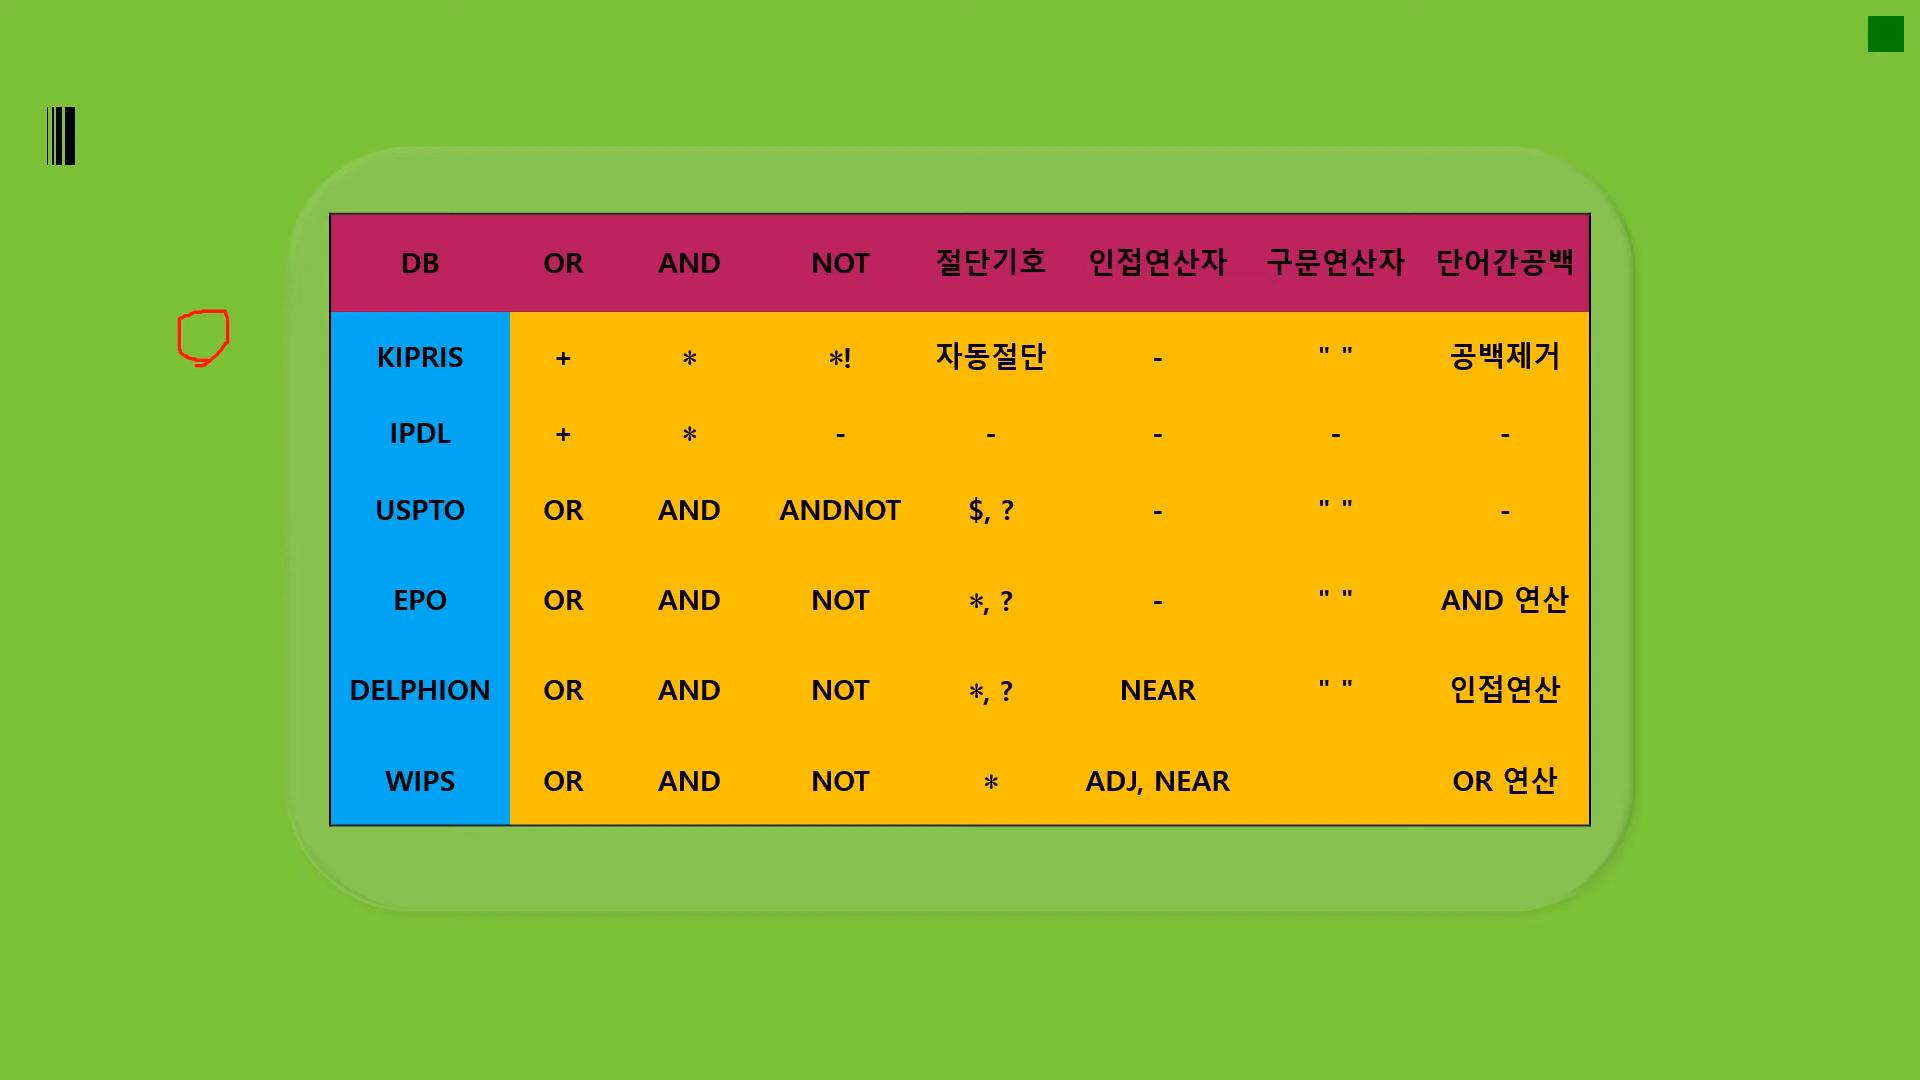 DB OR AND NOT 절단기호 인접연산자 구문연산자 단어간공백
KIPRIS + * *! 자동절단 - " " 공백제거
IPDL + * - - - - -
USPTO OR AND ANDNOT $, ? - " " -
EPO OR AND NOT *, ? - " " AND 연산
DELPHION OR AND NOT *, ? NEAR " " 인접연산
WIPS OR AND NOT * ADJ, NEAR OR 연산